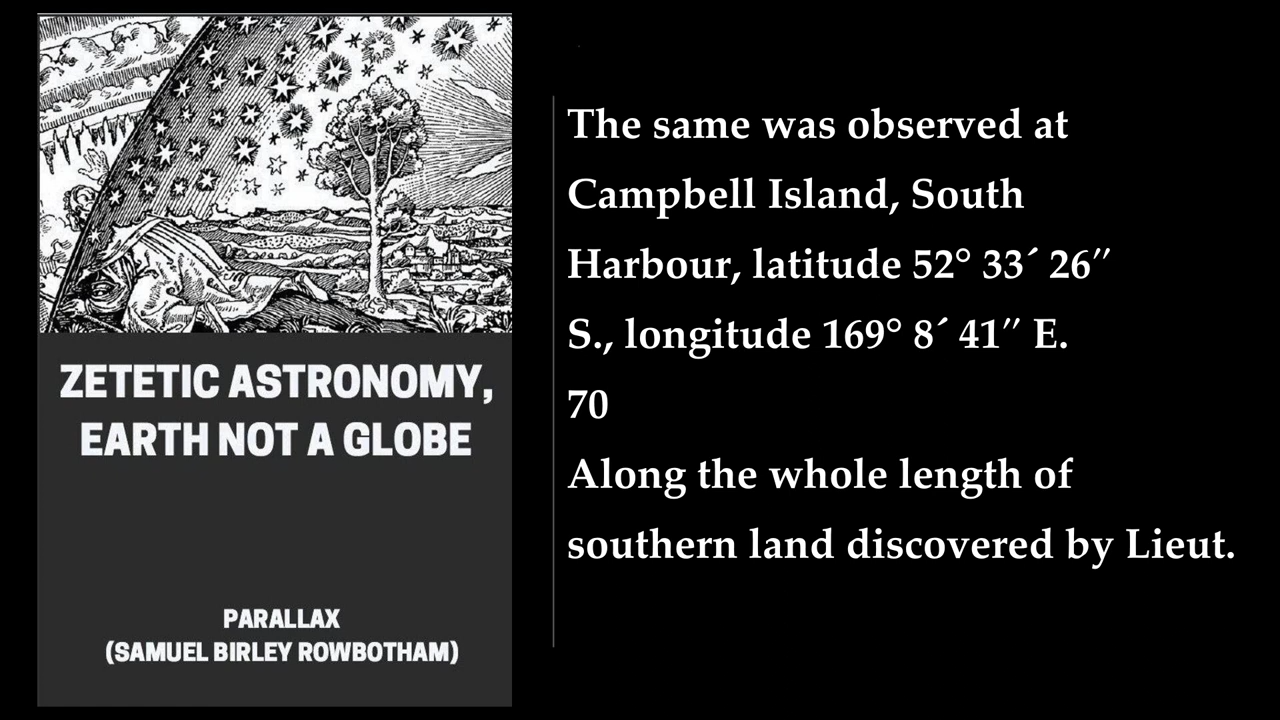 ZETETIC ASTRONOMY,
EARTH NOT A GLOBE
PARALLAX
(SAMUEL BIRLEY ROWBOTHAM)
The same was observed at
Campbell Island, South
Harbour, latitude 52° 33´ 26″
S., longitude 169° 8´ 41″ E.
70
Along the whole length of
southern land discovered by Lieut.